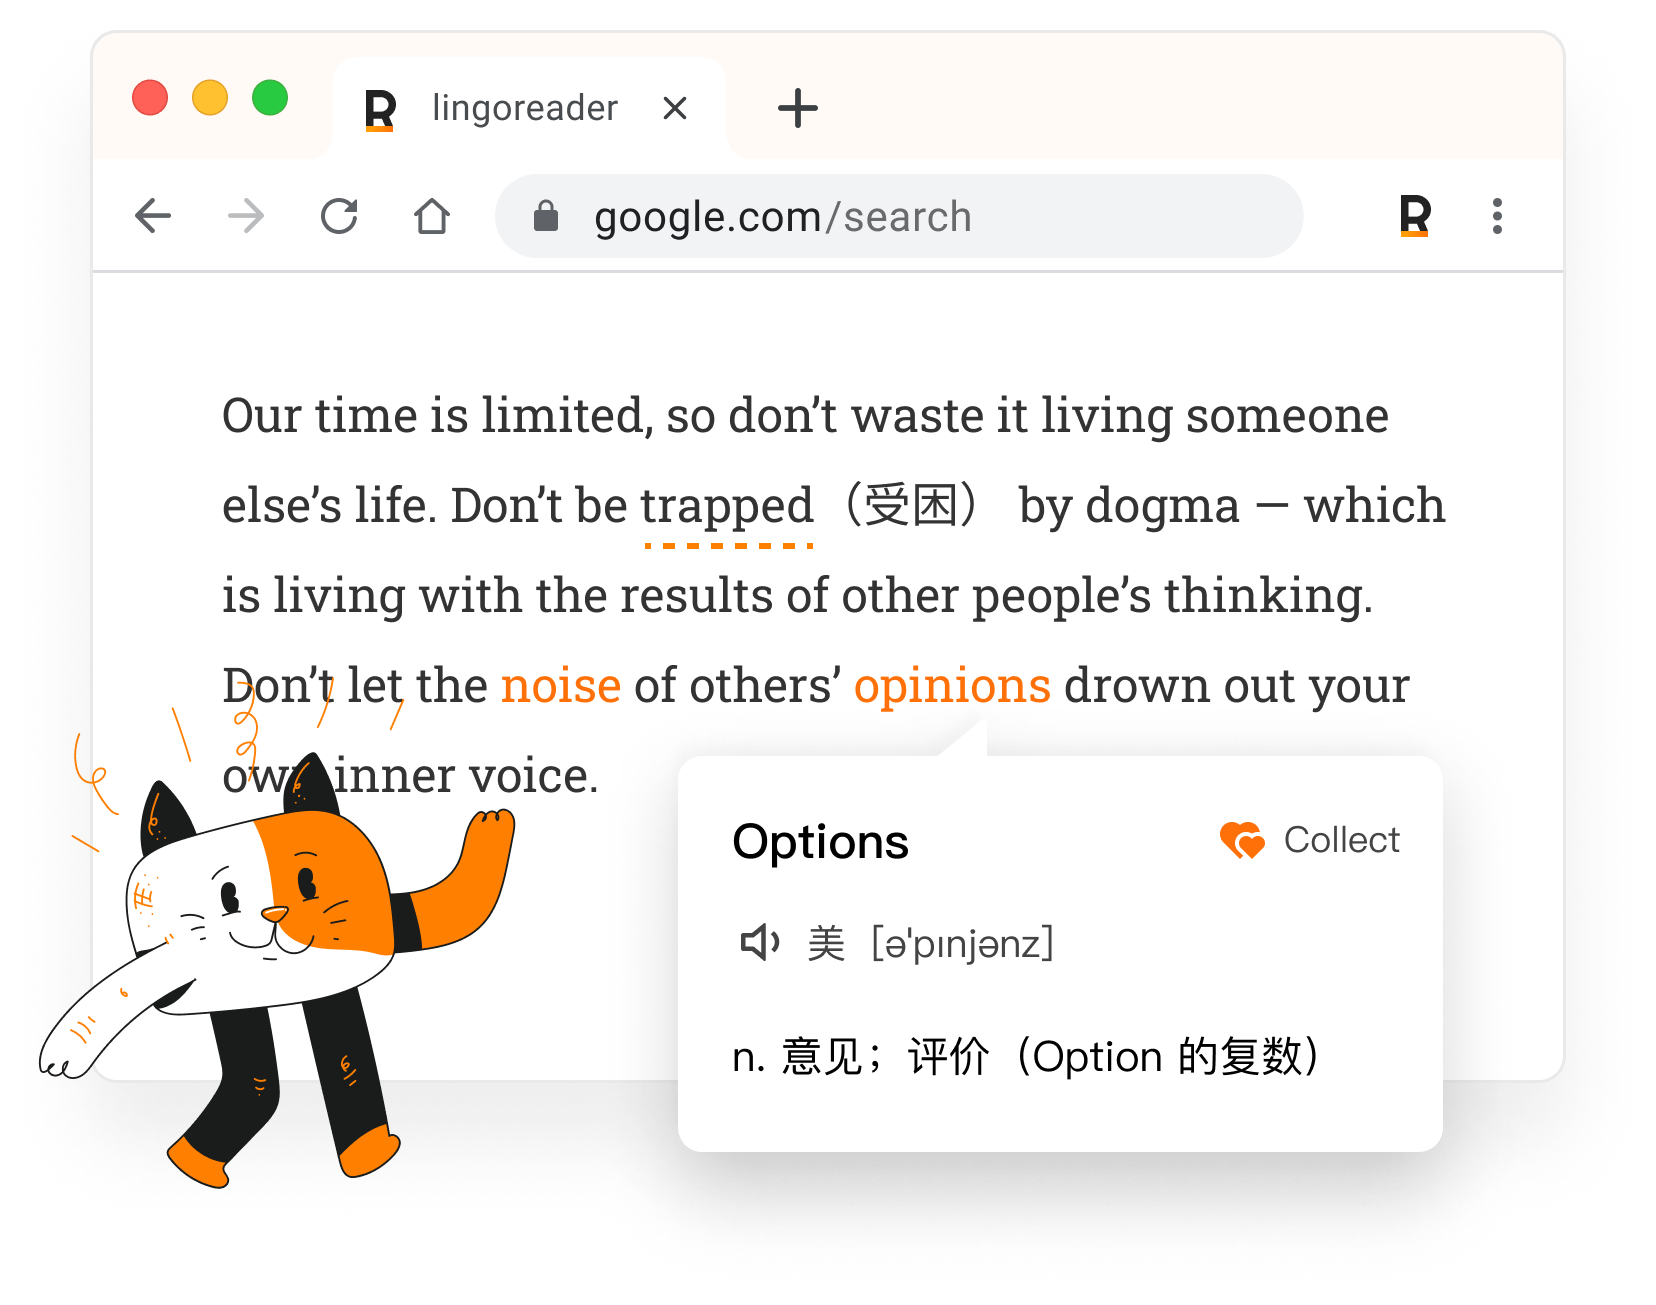 R lingoreader
google.com/search R
Our time is limited, so don’t waste it living someone
else’s life. Don’t be trapped（受困） by dogma — which
is living with the results of other people’s thinking.
Don’t let the noise of others’ opinions drown out your
own inner voice.
Options Collect
美 [ə'pɪnjənz]
n. 意见；评价（Option 的复数）